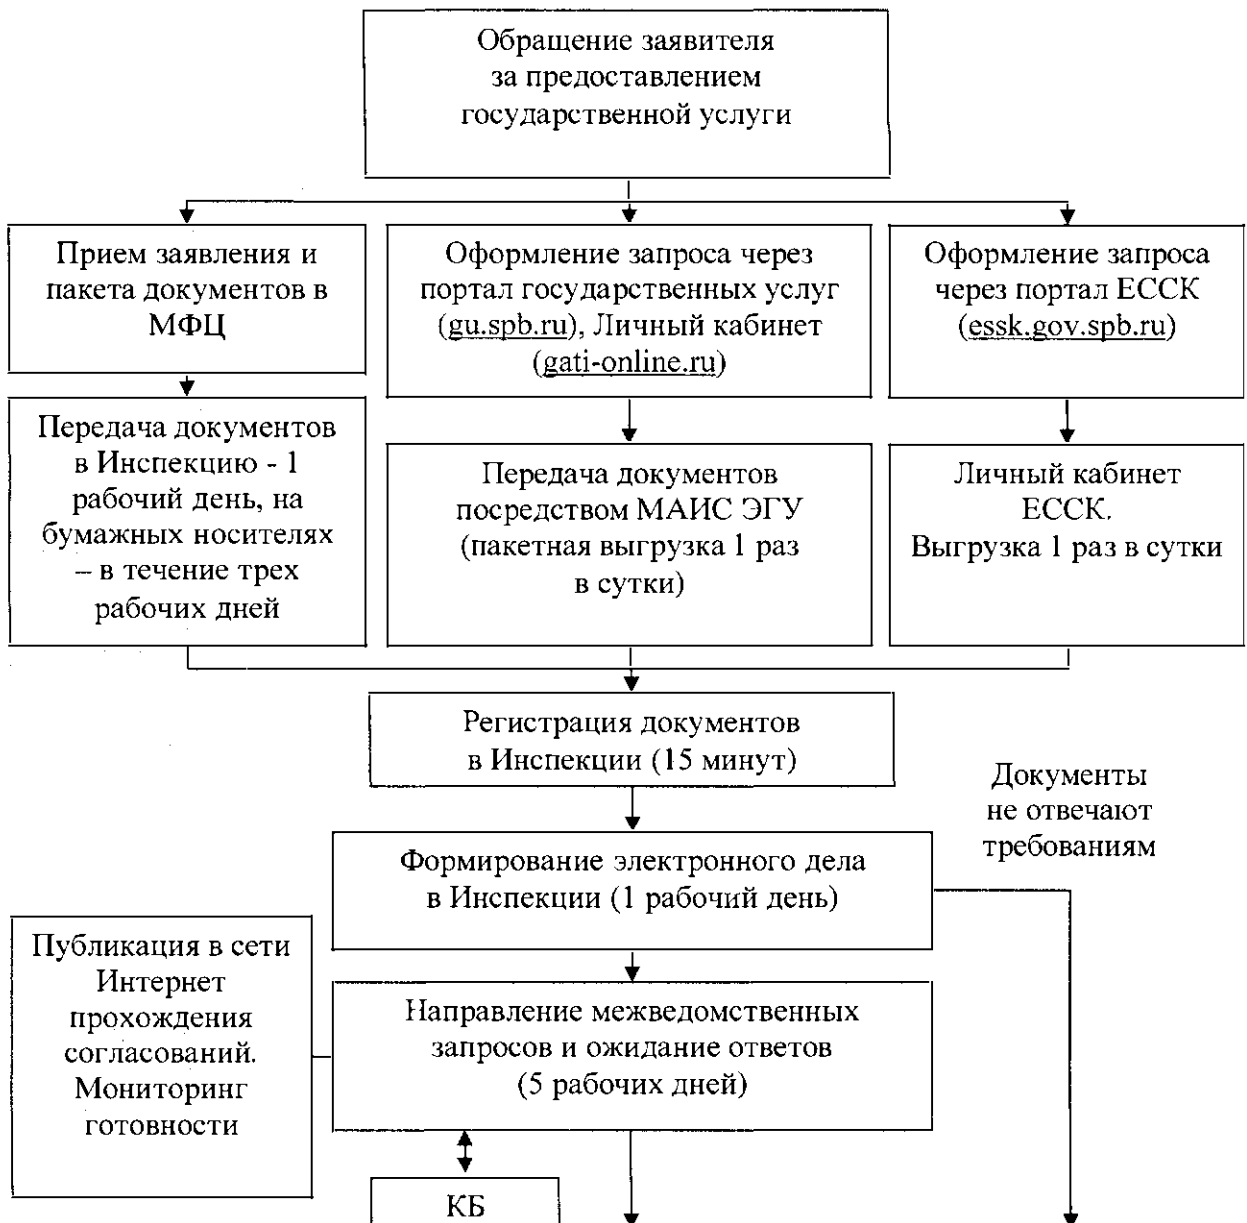 Обращение заявителя
за предоставлением
государственной услуги
Прием заявления и
пакета документов в
МФЦ
Оформление запроса через
портал государственных услуг
(gu.spb.ru), Личный кабинет
(gati-online.ru)
Оформление запроса
через портал ЕССК
(essk.gov.spb.ru)
Передача документов
в Инспекцию - 1
рабочий день, на
бумажных носителях
– в течение трех
рабочих дней
Передача документов
посредством МАИС ЭГУ
(пакетная выгрузка 1 раз
в сутки)
Личный кабинет
ЕССК.
Выгрузка 1 раз в сутки
Регистрация документов
в Инспекции (15 минут)
Документы
не отвечают
требованиям
Формирование электронного дела
в Инспекции (1 рабочий день)
Публикация в сети
Интернет
прохождения
согласований.
Мониторинг
готовности
Направление межведомственных
запросов и ожидание ответов
(5 рабочих дней)
КБ